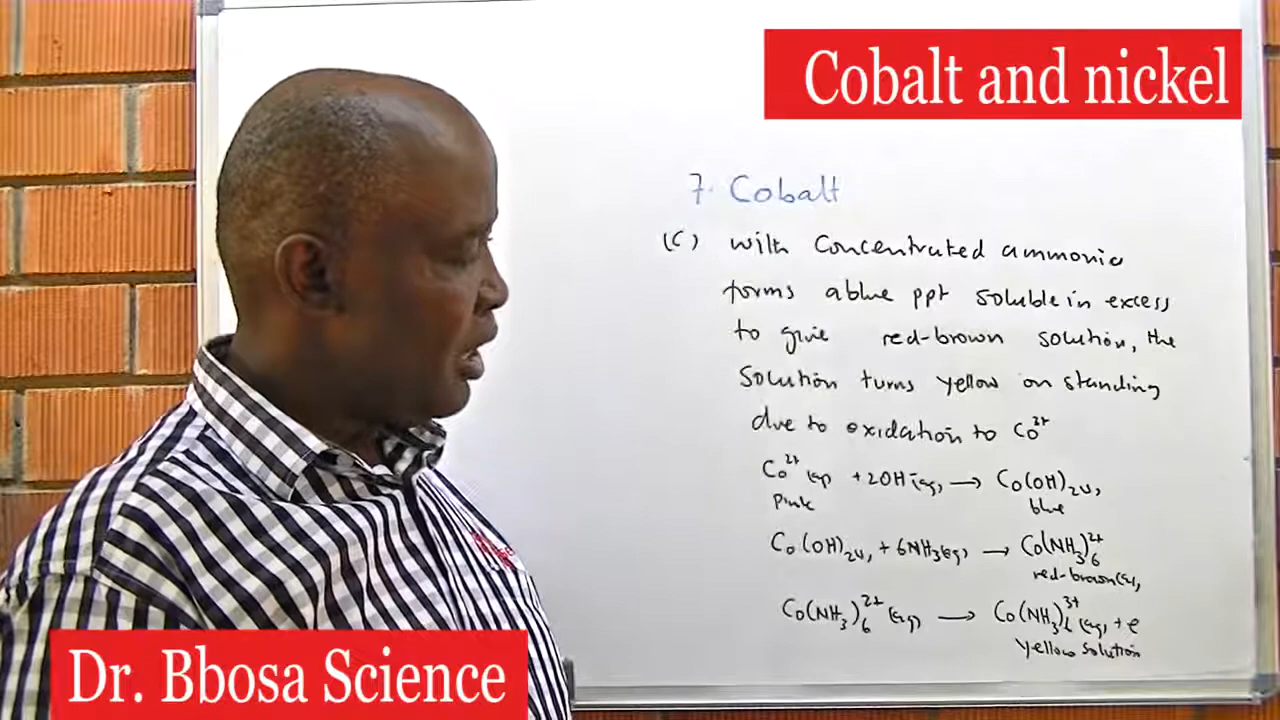 Cobalt and nickel
7. Cobalt
(C) with concentrated ammonia
forms a blue ppt soluble in excess
to give red-brown solution, the
solution turns yellow on standing
due to oxidation to Co³⁺
Co²⁺(aq) + 2OH⁻(aq) → Co(OH)₂(s)
pink blue
Co(OH)₂(s) + 6NH₃(aq) → Co(NH₃)₆²⁺
red-brown(s)
Co(NH₃)₆²⁺(aq) → Co(NH₃)₆³⁺(aq) + e
yellow solution
Dr. Bbosa Science